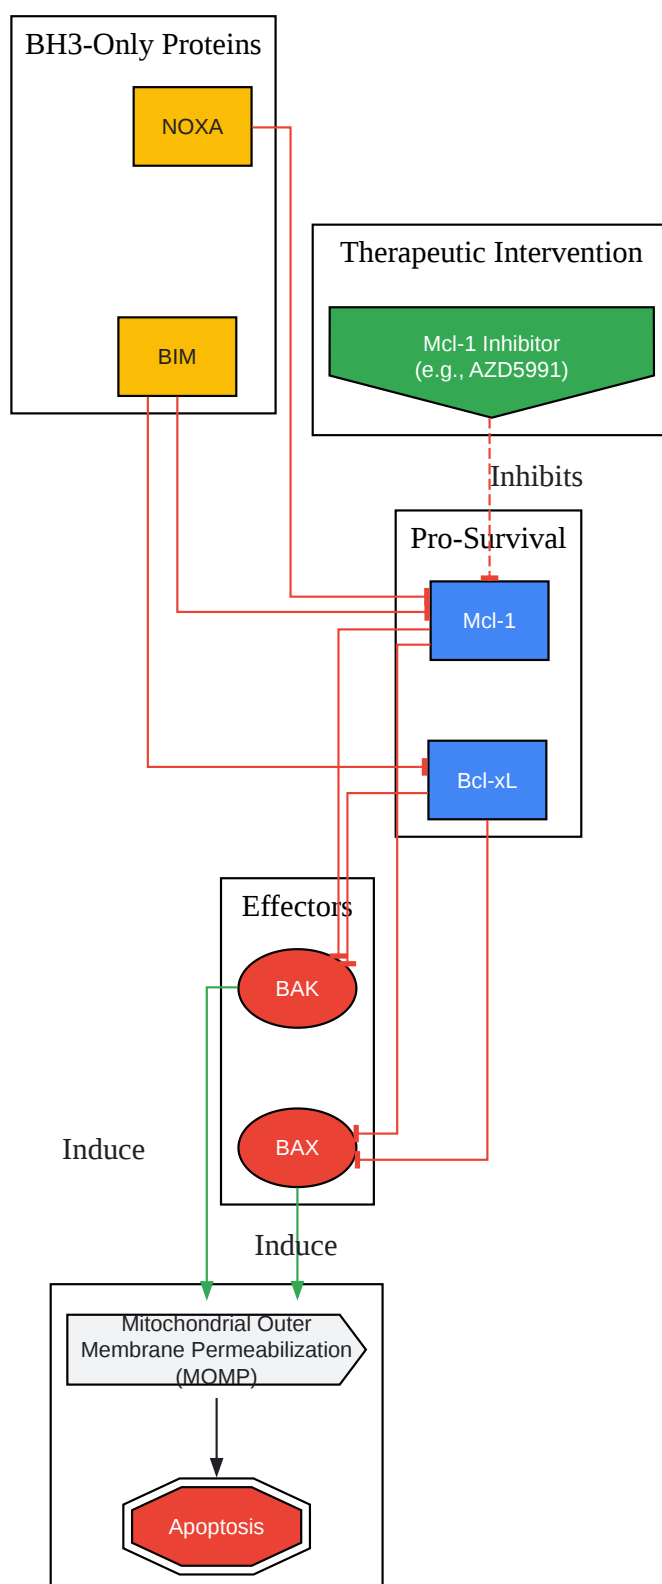 BH3-Only Proteins
NOXA
BIM
Therapeutic Intervention
Mcl-1 Inhibitor
(e.g., AZD5991)
Inhibits
Pro-Survival
Mcl-1
Bcl-xL
Effectors
BAK
BAX
Induce
Induce
Mitochondrial Outer
Membrane Permeabilization
(MOMP)
Apoptosis